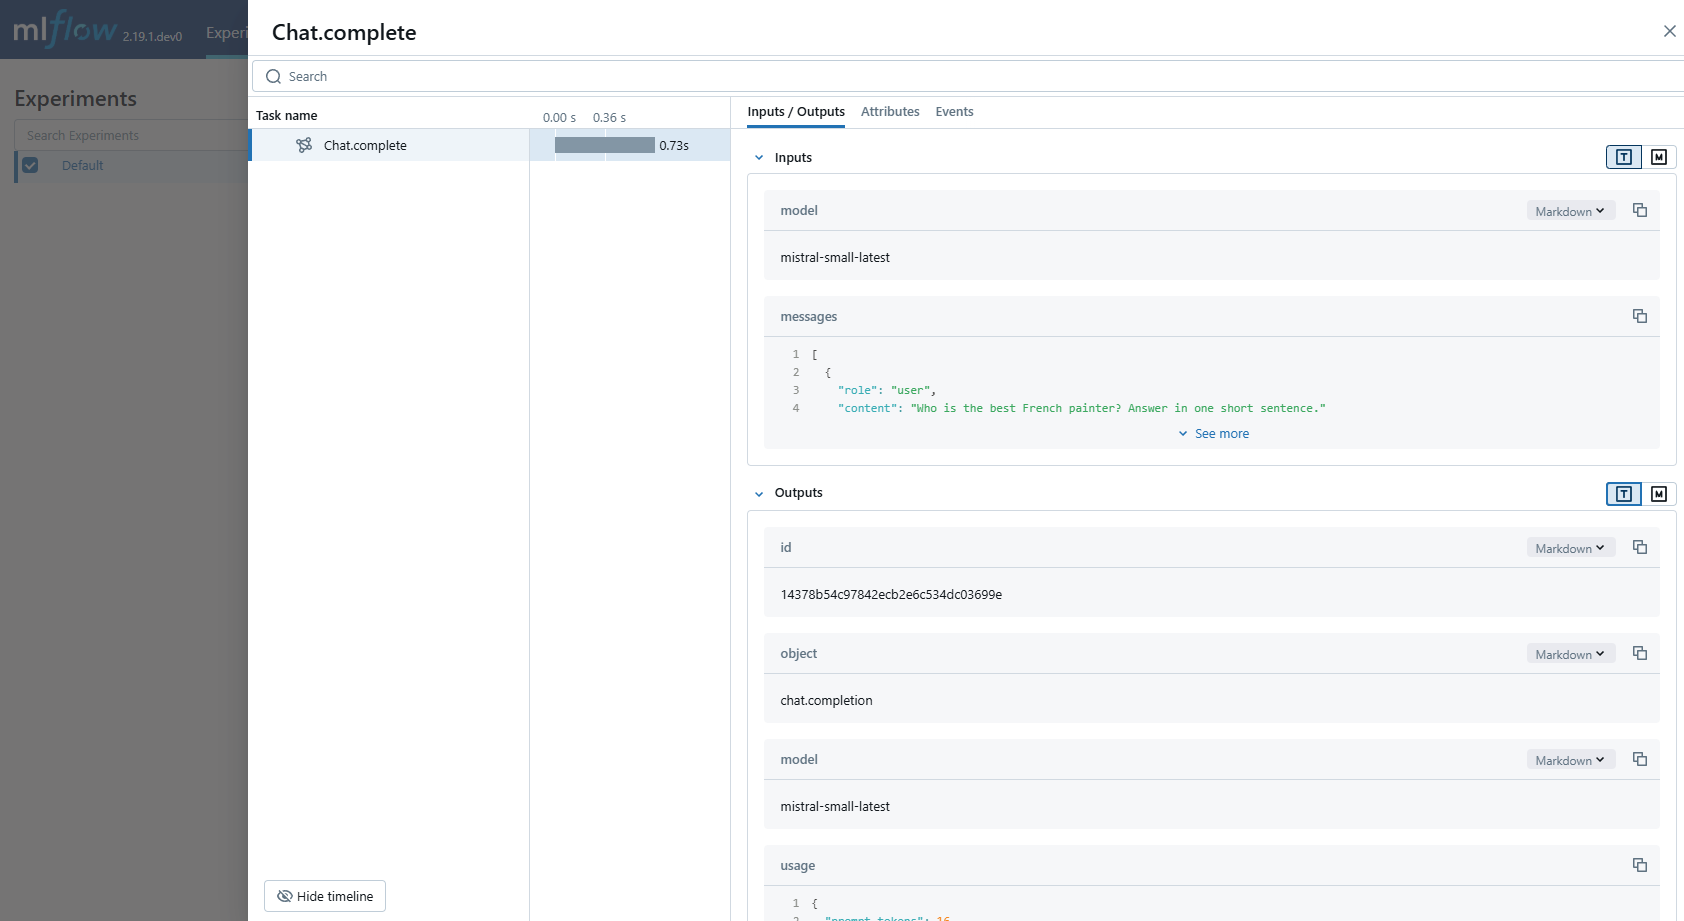 mlflow 2.19.1.dev0 Experi
Experiments
Search Experiments
Default
Chat.complete
Search
Task name
0.00 s 0.36 s
Chat.complete 0.73s
Hide timeline
Inputs / Outputs Attributes Events
Inputs
T M
model Markdown
mistral-small-latest
messages
1 [
2 {
3 "role": "user",
4 "content": "Who is the best French painter? Answer in one short sentence."
See more
Outputs
T M
id Markdown
14378b54c97842ecb2e6c534dc03699e
object Markdown
chat.completion
model Markdown
mistral-small-latest
usage
1 {
2 "prompt_tokens": 16